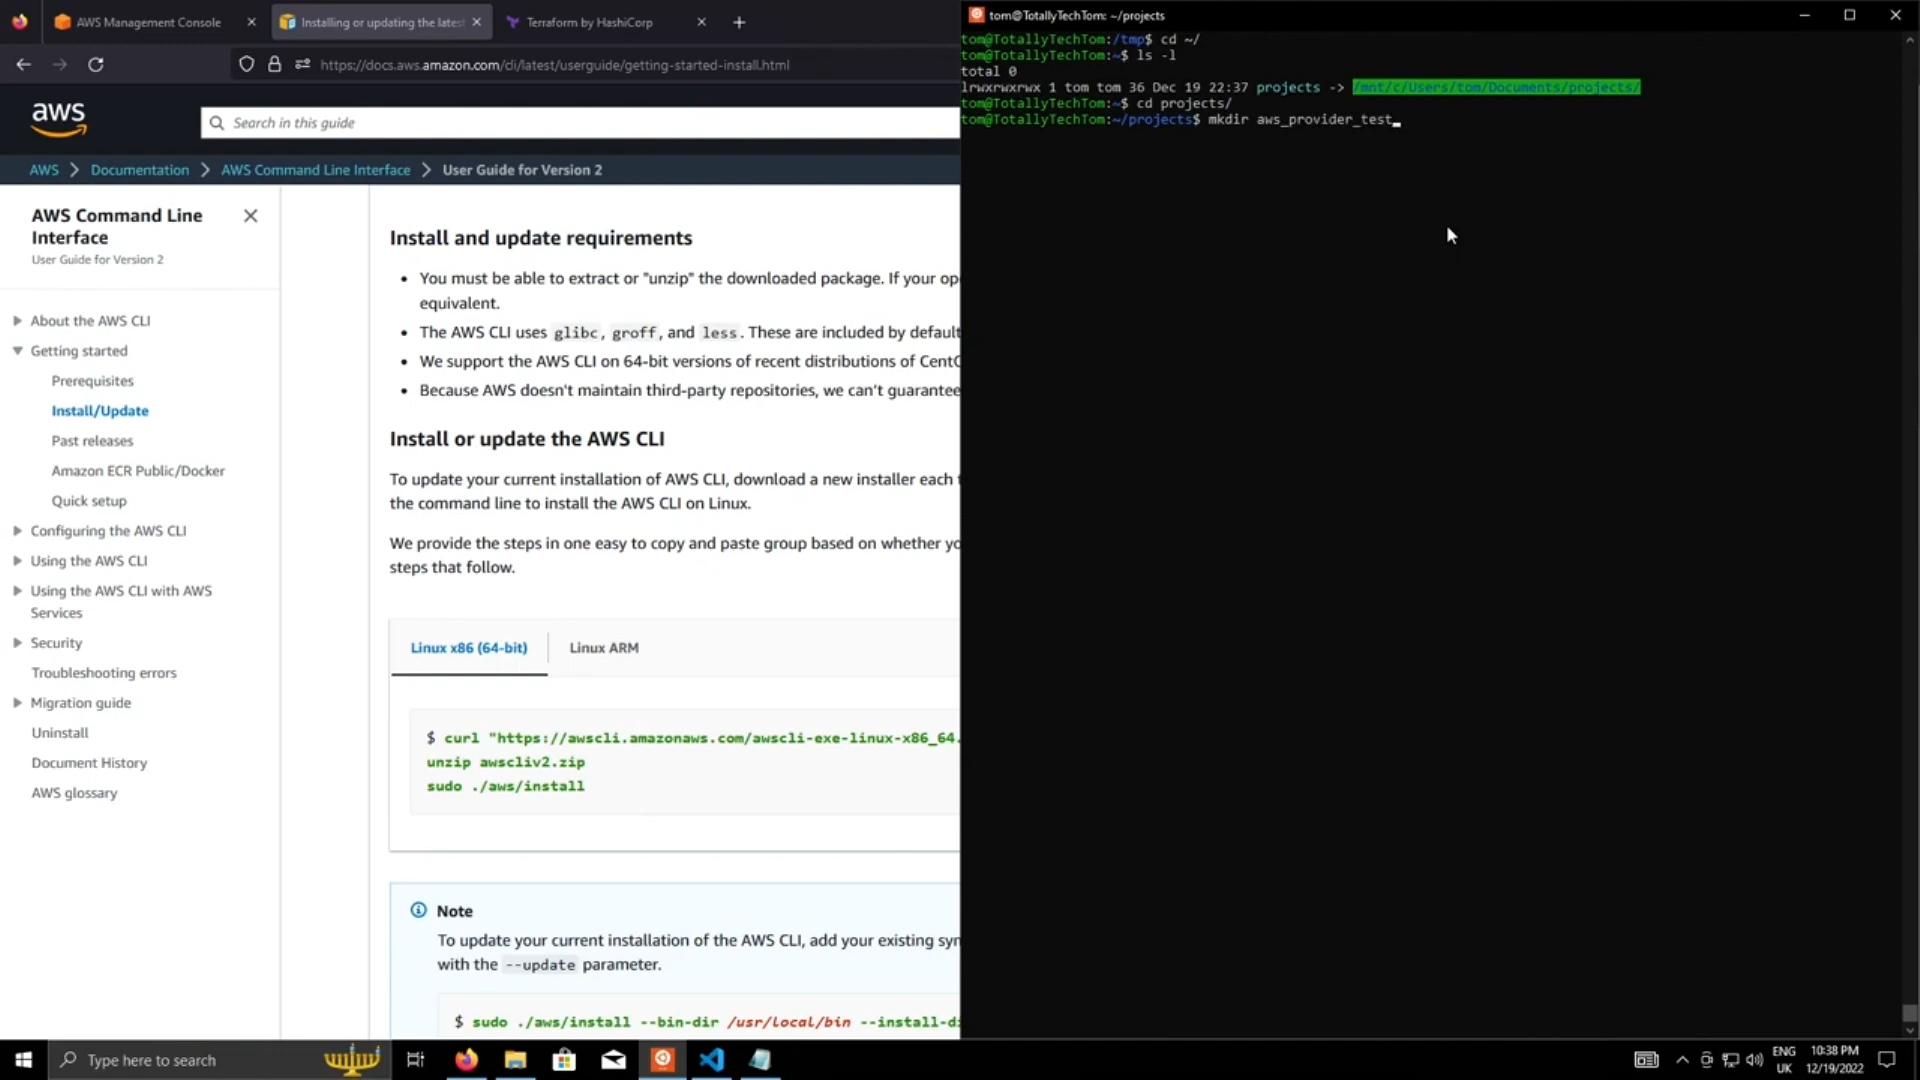 AWS Management Console
Installing or updating the latest
Terraform by HashiCorp
https://docs.aws.amazon.com/cli/latest/userguide/getting-started-install.html
aws
Search in this guide
AWS > Documentation > AWS Command Line Interface > User Guide for Version 2
AWS Command Line
Interface
User Guide for Version 2
About the AWS CLI
Getting started
Prerequisites
Install/Update
Past releases
Amazon ECR Public/Docker
Quick setup
Configuring the AWS CLI
Using the AWS CLI
Using the AWS CLI with AWS
Services
Security
Troubleshooting errors
Migration guide
Uninstall
Document History
AWS glossary
Install and update requirements
• You must be able to extract or "unzip" the downloaded package. If your op
equivalent.
• The AWS CLI uses glibc, groff, and less. These are included by default
• We support the AWS CLI on 64-bit versions of recent distributions of CentO
• Because AWS doesn't maintain third-party repositories, we can't guarantee
Install or update the AWS CLI
To update your current installation of AWS CLI, download a new installer each t
the command line to install the AWS CLI on Linux.
We provide the steps in one easy to copy and paste group based on whether yo
steps that follow.
Linux x86 (64-bit)
Linux ARM
$ curl "https://awscli.amazonaws.com/awscli-exe-linux-x86_64.
unzip awscliv2.zip
sudo ./aws/install
Note
To update your current installation of the AWS CLI, add your existing sym
with the --update parameter.
$ sudo ./aws/install --bin-dir /usr/local/bin --install-di
tom@TotallyTechTom: ~/projects
tom@TotallyTechTom:/tmp$ cd ~/
tom@TotallyTechTom:~$ ls -l
total 0
lrwxrwxrwx 1 tom tom 36 Dec 19 22:37 projects -> /mnt/c/Users/tom/Documents/projects/
tom@TotallyTechTom:~$ cd projects/
tom@TotallyTechTom:~/projects$ mkdir aws_provider_test_
Type here to search
ENG
UK
10:38 PM
12/19/2022